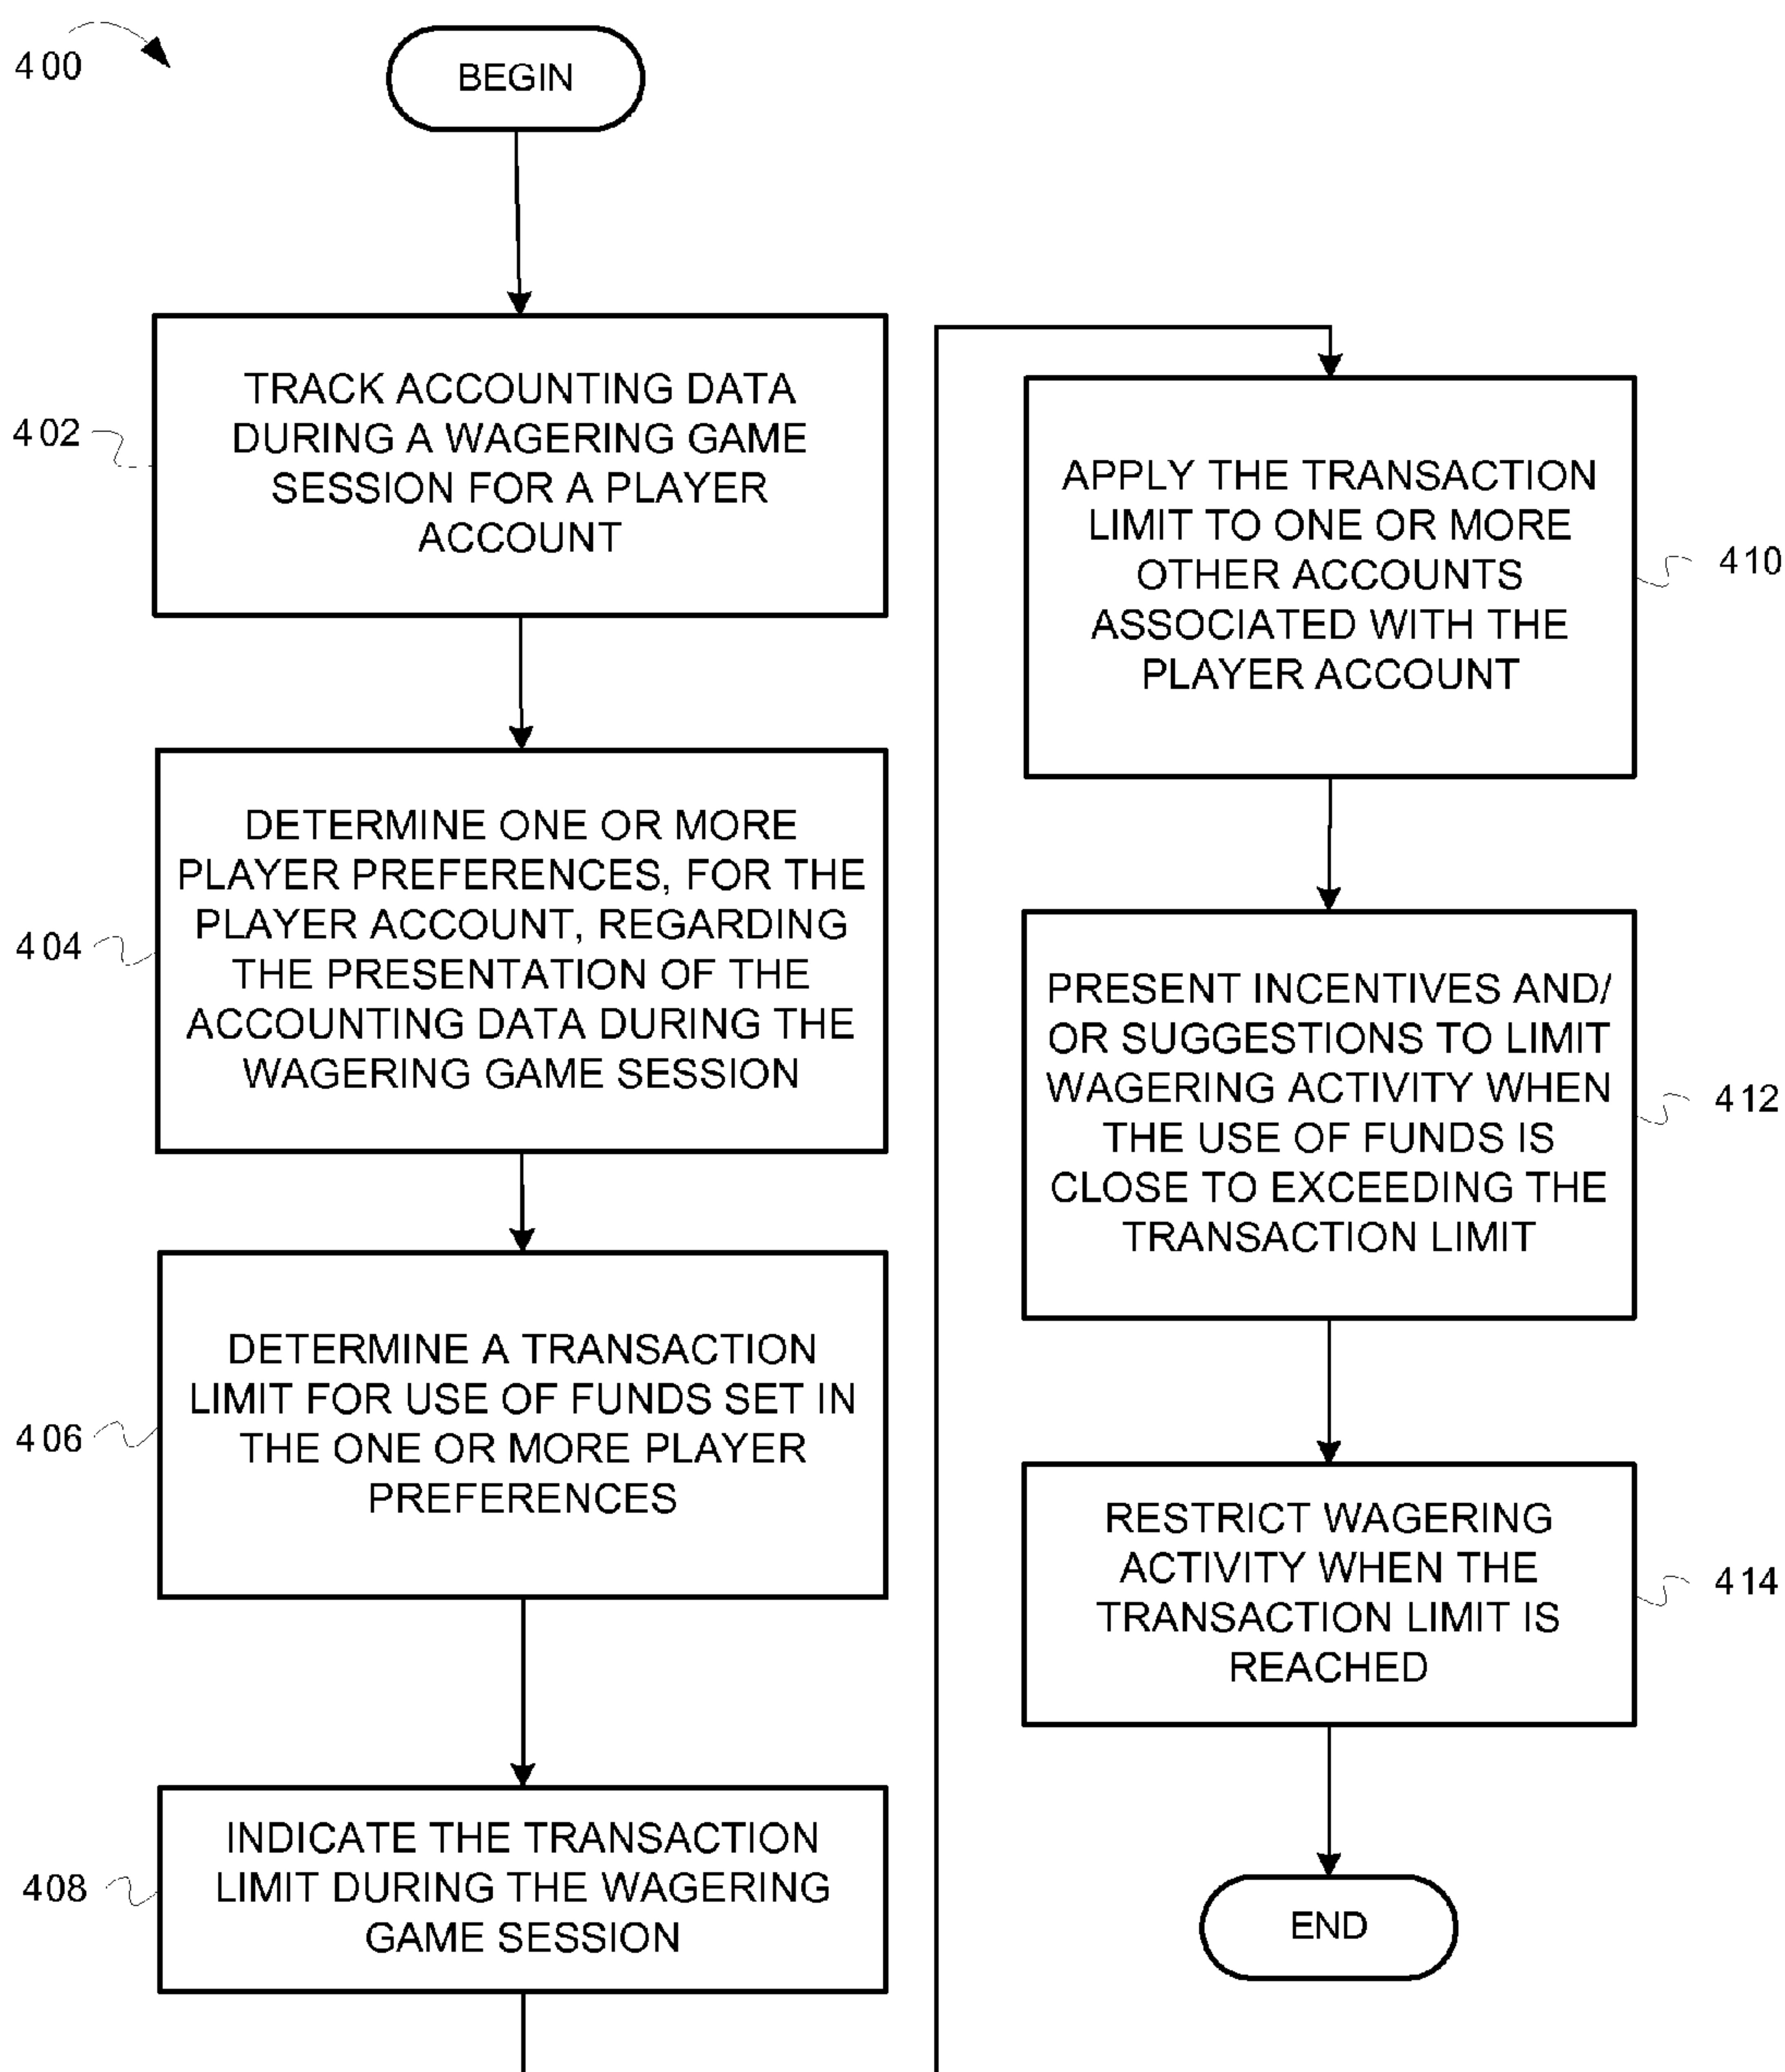 400
BEGIN
402
TRACK ACCOUNTING DATA
DURING A WAGERING GAME
SESSION FOR A PLAYER
ACCOUNT
404
DETERMINE ONE OR MORE
PLAYER PREFERENCES, FOR THE
PLAYER ACCOUNT, REGARDING
THE PRESENTATION OF THE
ACCOUNTING DATA DURING THE
WAGERING GAME SESSION
406
DETERMINE A TRANSACTION
LIMIT FOR USE OF FUNDS SET IN
THE ONE OR MORE PLAYER
PREFERENCES
408
INDICATE THE TRANSACTION
LIMIT DURING THE WAGERING
GAME SESSION
APPLY THE TRANSACTION
LIMIT TO ONE OR MORE
OTHER ACCOUNTS
ASSOCIATED WITH THE
PLAYER ACCOUNT
410
PRESENT INCENTIVES AND/
OR SUGGESTIONS TO LIMIT
WAGERING ACTIVITY WHEN
THE USE OF FUNDS IS
CLOSE TO EXCEEDING THE
TRANSACTION LIMIT
412
RESTRICT WAGERING
ACTIVITY WHEN THE
TRANSACTION LIMIT IS
REACHED
414
END